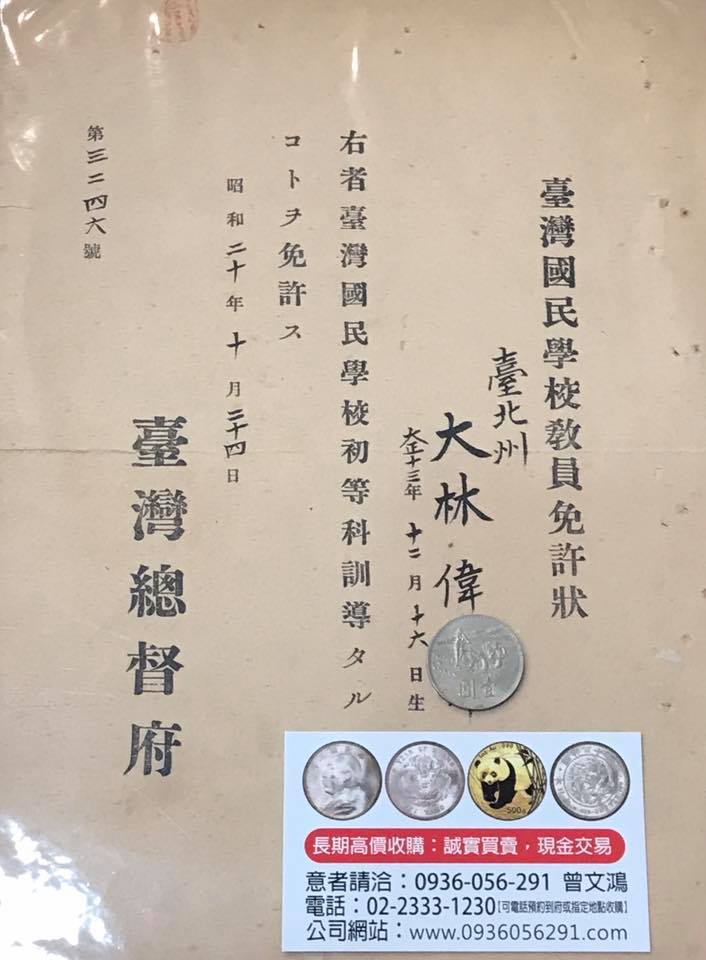 臺灣國民學校教員免許狀
臺北州
大林偉
大正十三年十二月十六日生
右者臺灣國民學校初等科訓導タル
コトヲ免許ス
昭和二十年十月二十四日
臺灣總督府
第三二四六號
壹圓
500g
長期高價收購：誠實買賣，現金交易
意者請洽：0936-056-291 曾文鴻
電話：02-2333-1230【可電話預約到府或指定地點收購】
公司網站：www.0936056291.com